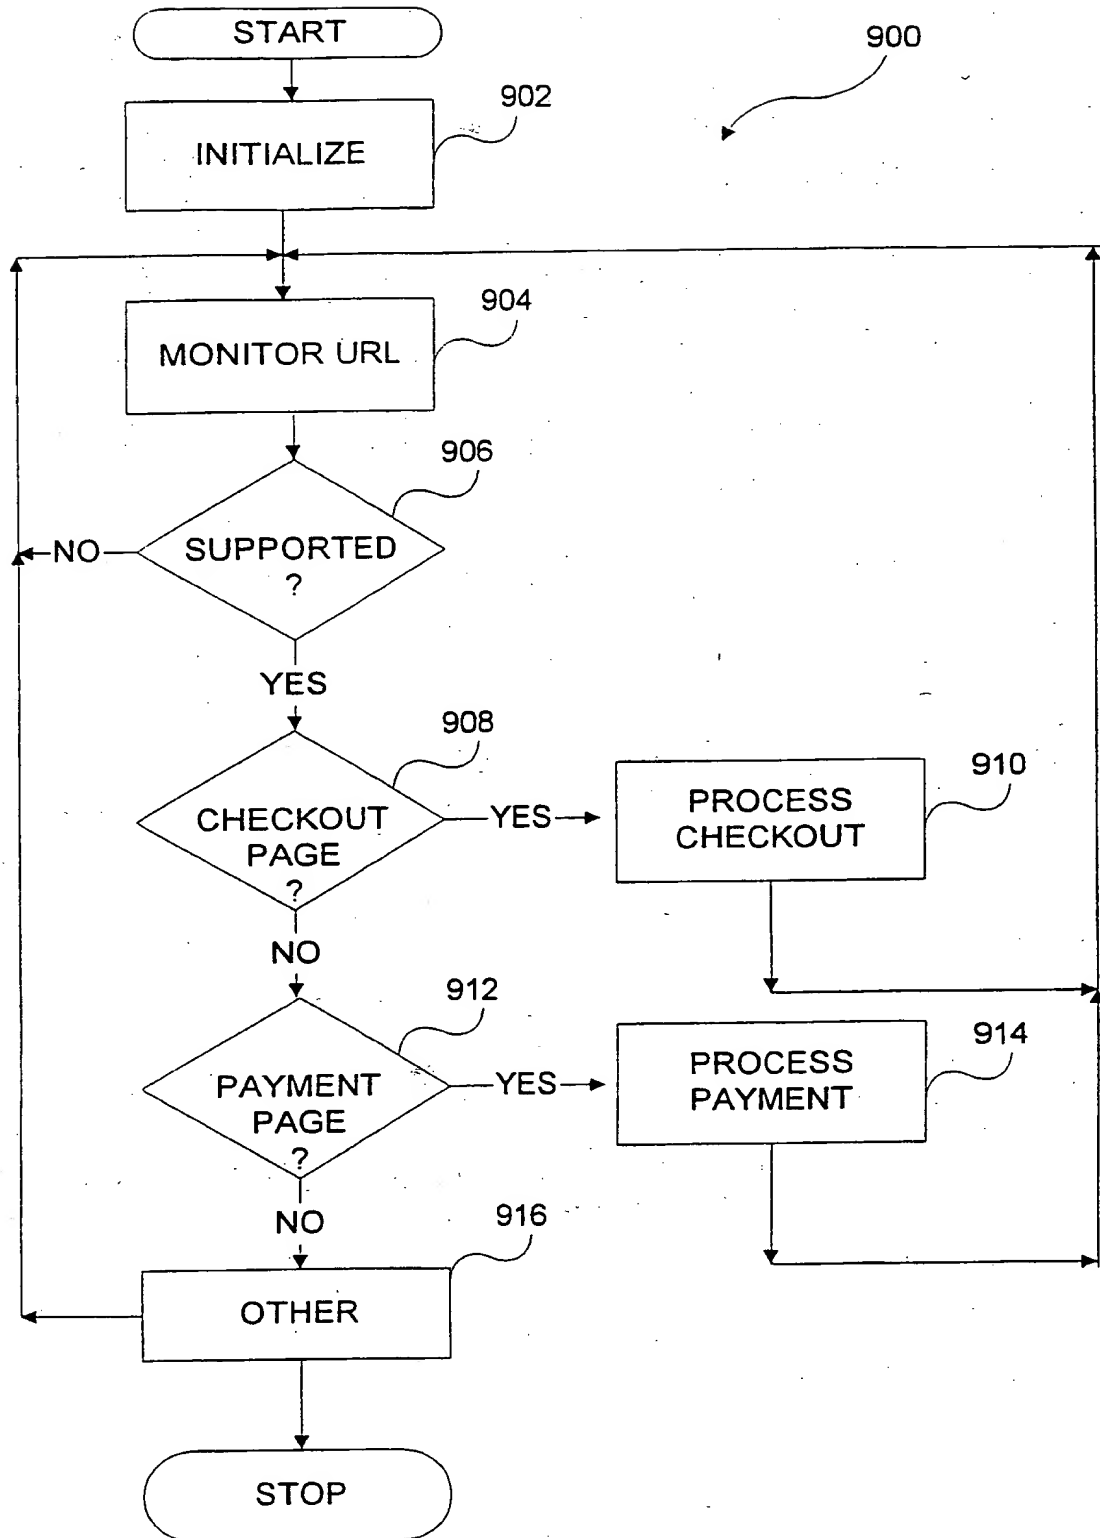 START
900
902
INITIALIZE
904
MONITOR URL
906
NO
SUPPORTED
?
YES
908
CHECKOUT
PAGE
?
YES
910
PROCESS
CHECKOUT
NO
912
PAYMENT
PAGE
?
YES
914
PROCESS
PAYMENT
NO
916
OTHER
STOP